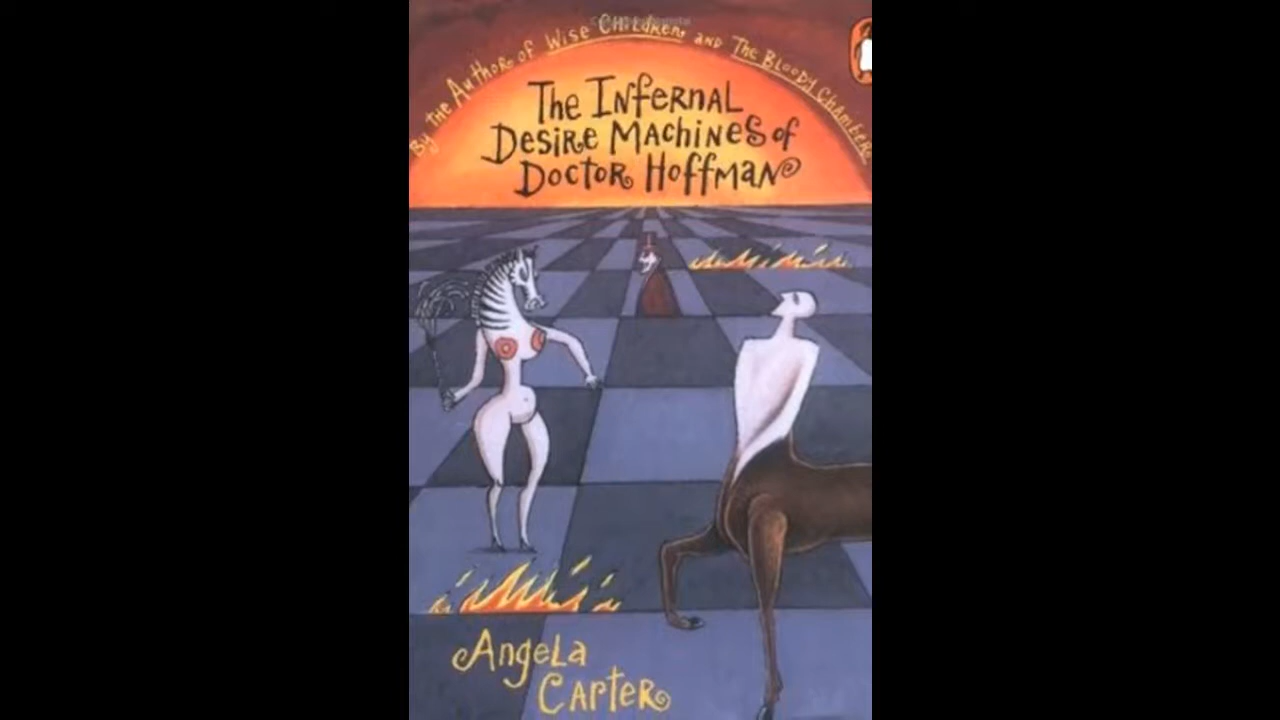 By the Author of Wise Children and The Bloody Chamber
The Infernal
Desire Machines of
Doctor Hoffman
Angela
Carter